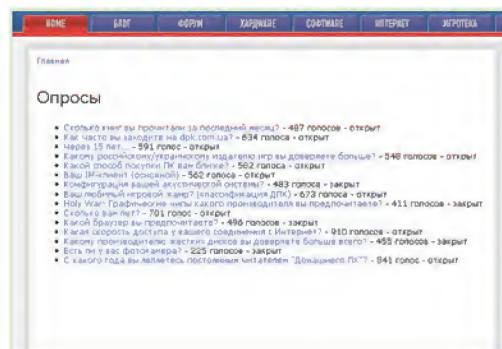 HOME БЛОГ ФОРУМ ХАРДWARE СОФТWARE ИНТЕРНЕТ ИГРОТЕКА
Главная
Опросы
Сколько книг вы прочитали за последний месяц? - 487 голосов - открыт
Как часто вы заходите на dpk.com.ua? - 634 голоса - открыт
Через 15 лет... - 591 голос - открыт
Какому российскому/украинскому издателю игр вы доверяете больше? - 548 голосов - открыт
Какой способ покупки ПК вам ближе? - 562 голоса - открыт
Ваш IM-клиент (основной) - 562 голоса - открыт
Конфигурация вашей акустической системы? - 483 голоса - закрыт
Ваш любимый игровой жанр? (классификация ДПК) - 673 голоса - открыт
Holy War: Графические чипы какого производителя вы предпочитаете? - 411 голосов - закрыт
Сколько вам лет? - 701 голос - открыт
Какой браузер вы предпочитаете? - 496 голосов - закрыт
Какая скорость доступа у вашего соединения с Интернет? - 910 голосов - открыт
Какому производителю жестких дисков вы доверяете больше всего? - 455 голосов - закрыт
Есть ли у вас фотокамера? - 225 голосов - закрыт
С какого года вы являетесь постоянным читателем "Домашнего ПК"? - 841 голос - открыт